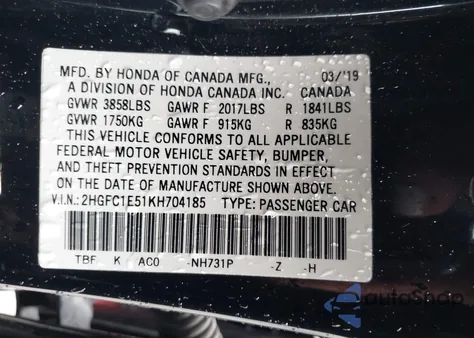 MFD. BY HONDA OF CANADA MFG., 03/'19
A DIVISION OF HONDA CANADA INC. CANADA
GVWR 3858LBS GAWR F 2017LBS R 1841LBS
GVWR 1750KG GAWR F 915KG R 835KG
THIS VEHICLE CONFORMS TO ALL APPLICABLE
FEDERAL MOTOR VEHICLE SAFETY, BUMPER,
AND THEFT PREVENTION STANDARDS IN EFFECT
ON THE DATE OF MANUFACTURE SHOWN ABOVE.
V.I.N.: 2HGFC1E51KH704185 TYPE: PASSENGER CAR
TBF K AC0 -NH731P -Z -H
autoShop